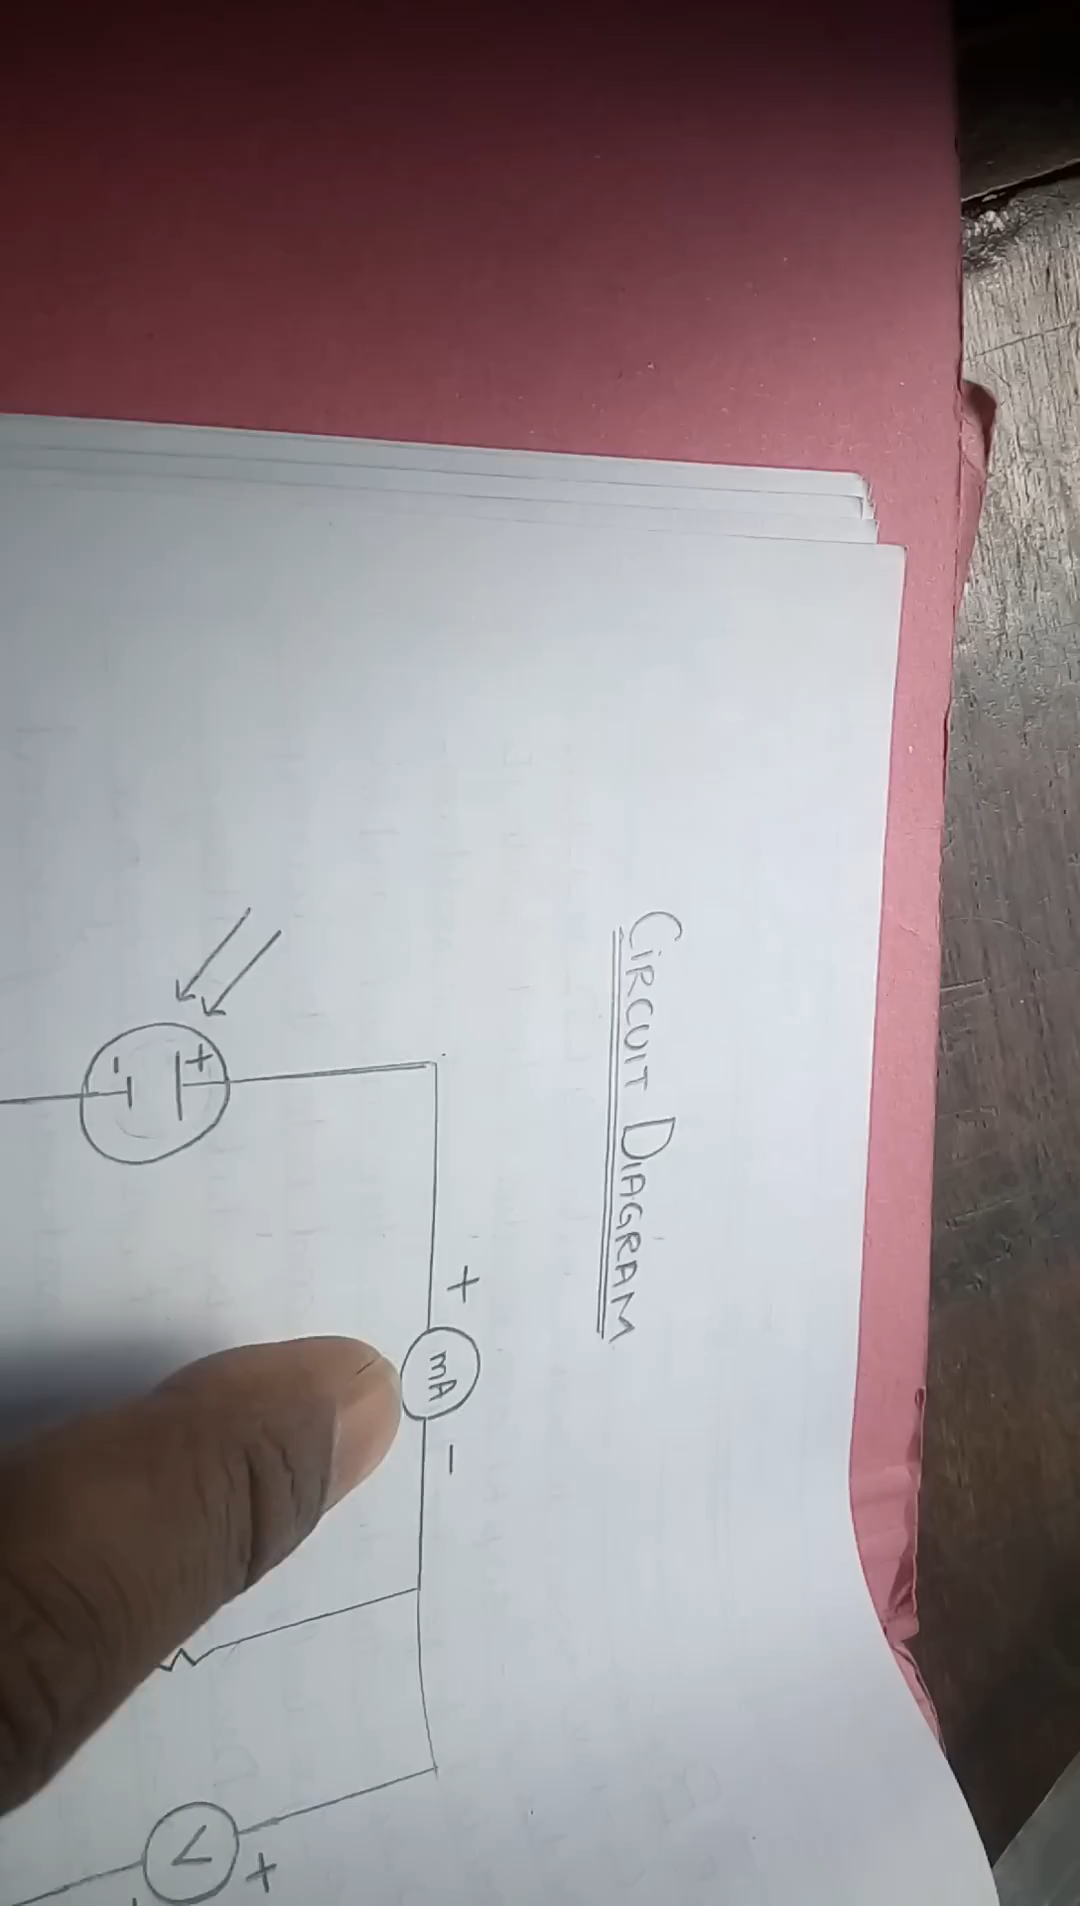 CIRCUIT DIAGRAM
+ mA -
+
-
V +